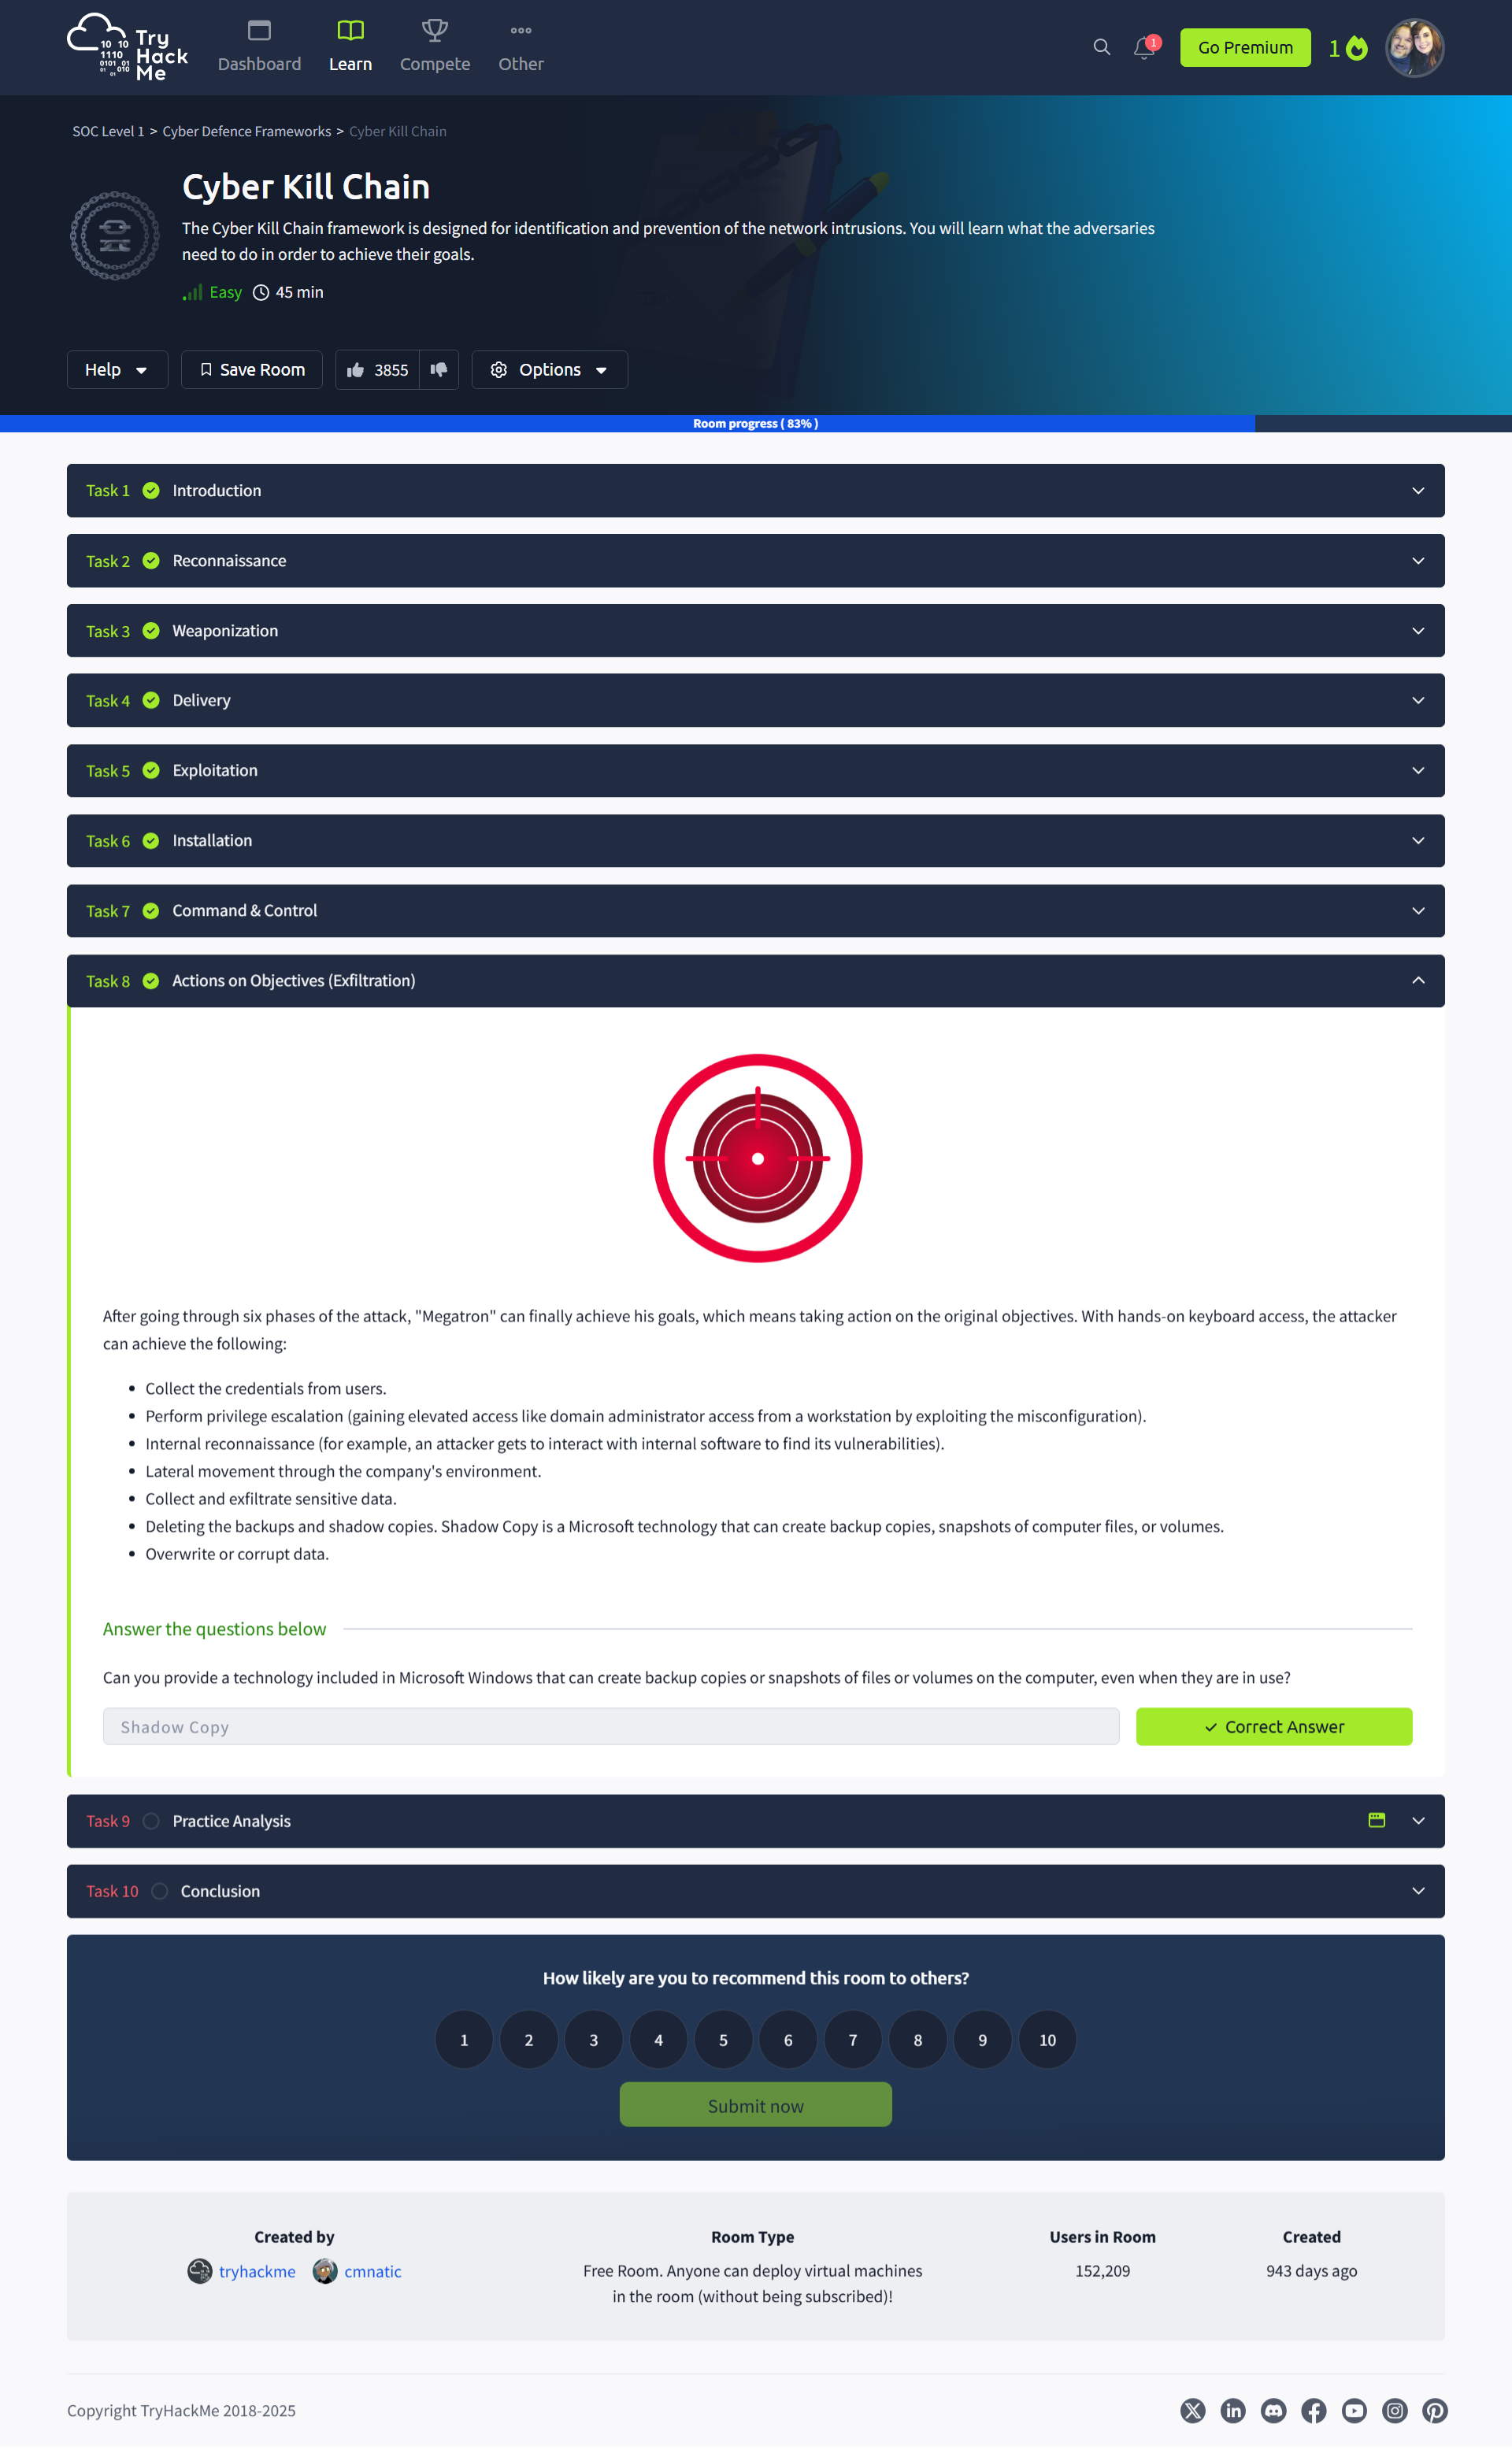 10 10
1110
0101 01
01 010
Try
Hack
Me
Dashboard
Learn
Compete
Other
1
Go Premium
1
SOC Level 1 > Cyber Defence Frameworks > Cyber Kill Chain
Cyber Kill Chain
The Cyber Kill Chain framework is designed for identification and prevention of the network intrusions. You will learn what the adversaries
need to do in order to achieve their goals.
Easy 45 min
Help
Save Room
3855
Options
Room progress ( 83% )
Task 1 Introduction
Task 2 Reconnaissance
Task 3 Weaponization
Task 4 Delivery
Task 5 Exploitation
Task 6 Installation
Task 7 Command & Control
Task 8 Actions on Objectives (Exfiltration)
After going through six phases of the attack, "Megatron" can finally achieve his goals, which means taking action on the original objectives. With hands-on keyboard access, the attacker
can achieve the following:
• Collect the credentials from users.
• Perform privilege escalation (gaining elevated access like domain administrator access from a workstation by exploiting the misconfiguration).
• Internal reconnaissance (for example, an attacker gets to interact with internal software to find its vulnerabilities).
• Lateral movement through the company's environment.
• Collect and exfiltrate sensitive data.
• Deleting the backups and shadow copies. Shadow Copy is a Microsoft technology that can create backup copies, snapshots of computer files, or volumes.
• Overwrite or corrupt data.
Answer the questions below
Can you provide a technology included in Microsoft Windows that can create backup copies or snapshots of files or volumes on the computer, even when they are in use?
Shadow Copy
Correct Answer
Task 9 Practice Analysis
Task 10 Conclusion
How likely are you to recommend this room to others?
1 2 3 4 5 6 7 8 9 10
Submit now
Created by
tryhackme cmnatic
Room Type
Free Room. Anyone can deploy virtual machines
in the room (without being subscribed)!
Users in Room
152,209
Created
943 days ago
Copyright TryHackMe 2018-2025